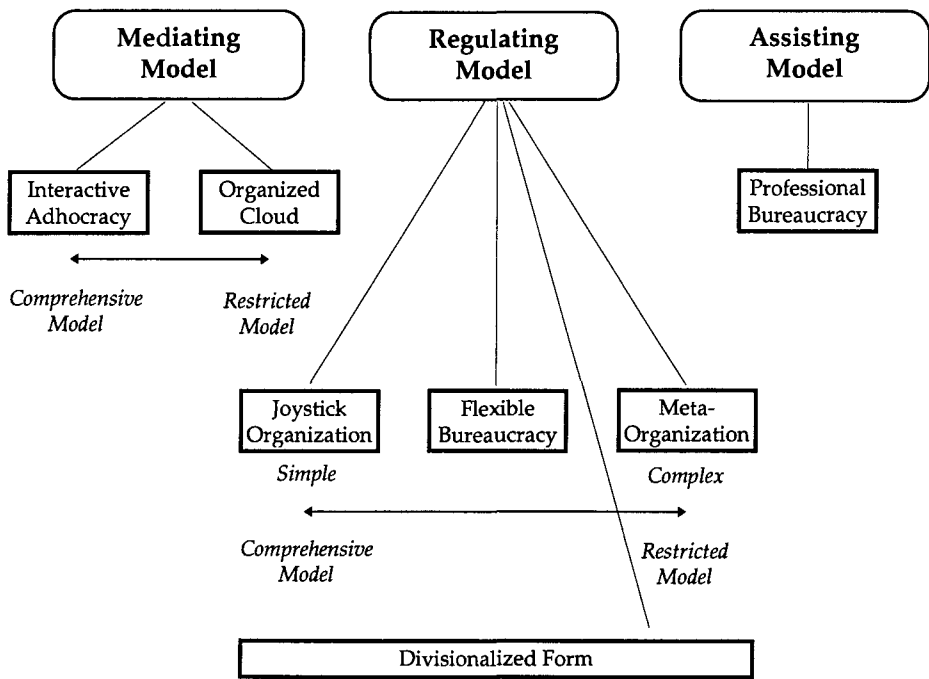 Mediating
Model
Regulating
Model
Assisting
Model
Interactive
Adhocracy
Organized
Cloud
Professional
Bureaucracy
Comprehensive
Model
Restricted
Model
Joystick
Organization
Flexible
Bureaucracy
Meta-
Organization
Simple
Complex
Comprehensive
Model
Restricted
Model
Divisionalized Form